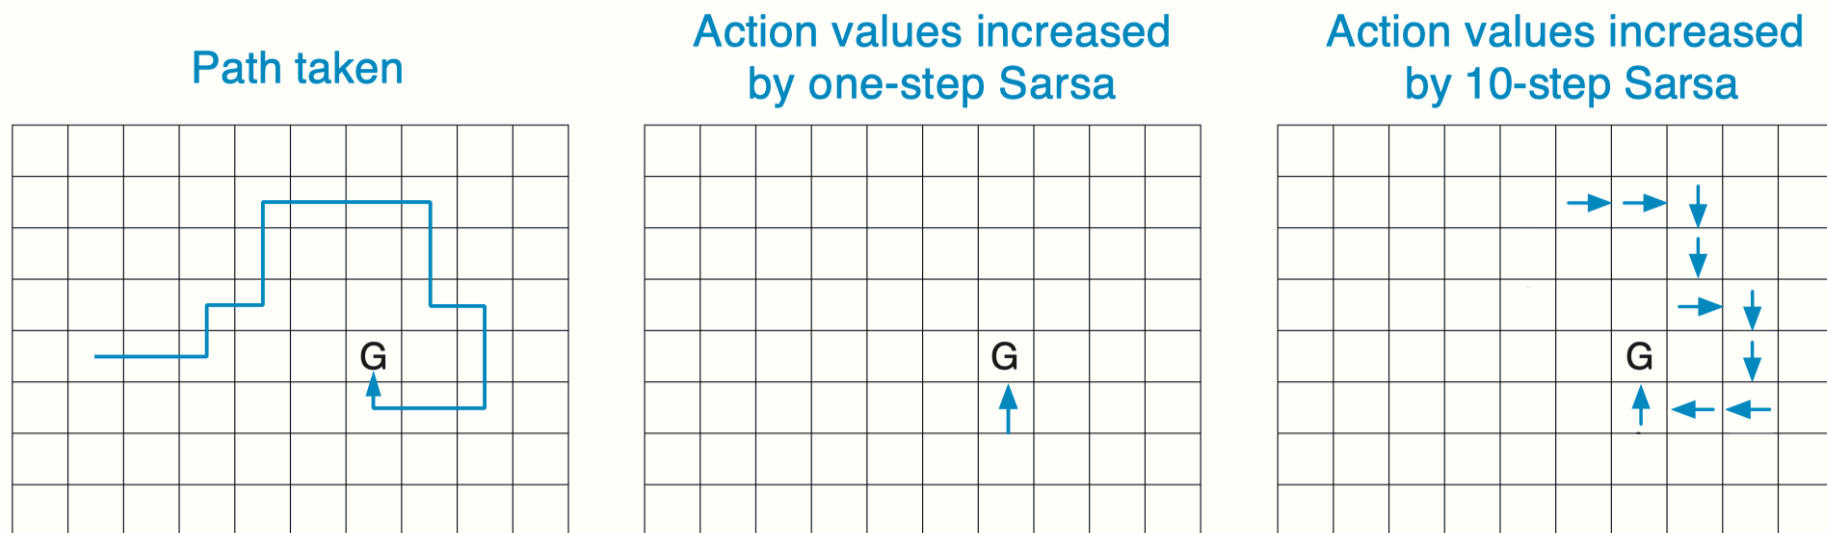 Path taken
Action values increased
by one-step Sarsa
Action values increased
by 10-step Sarsa
G
G
G